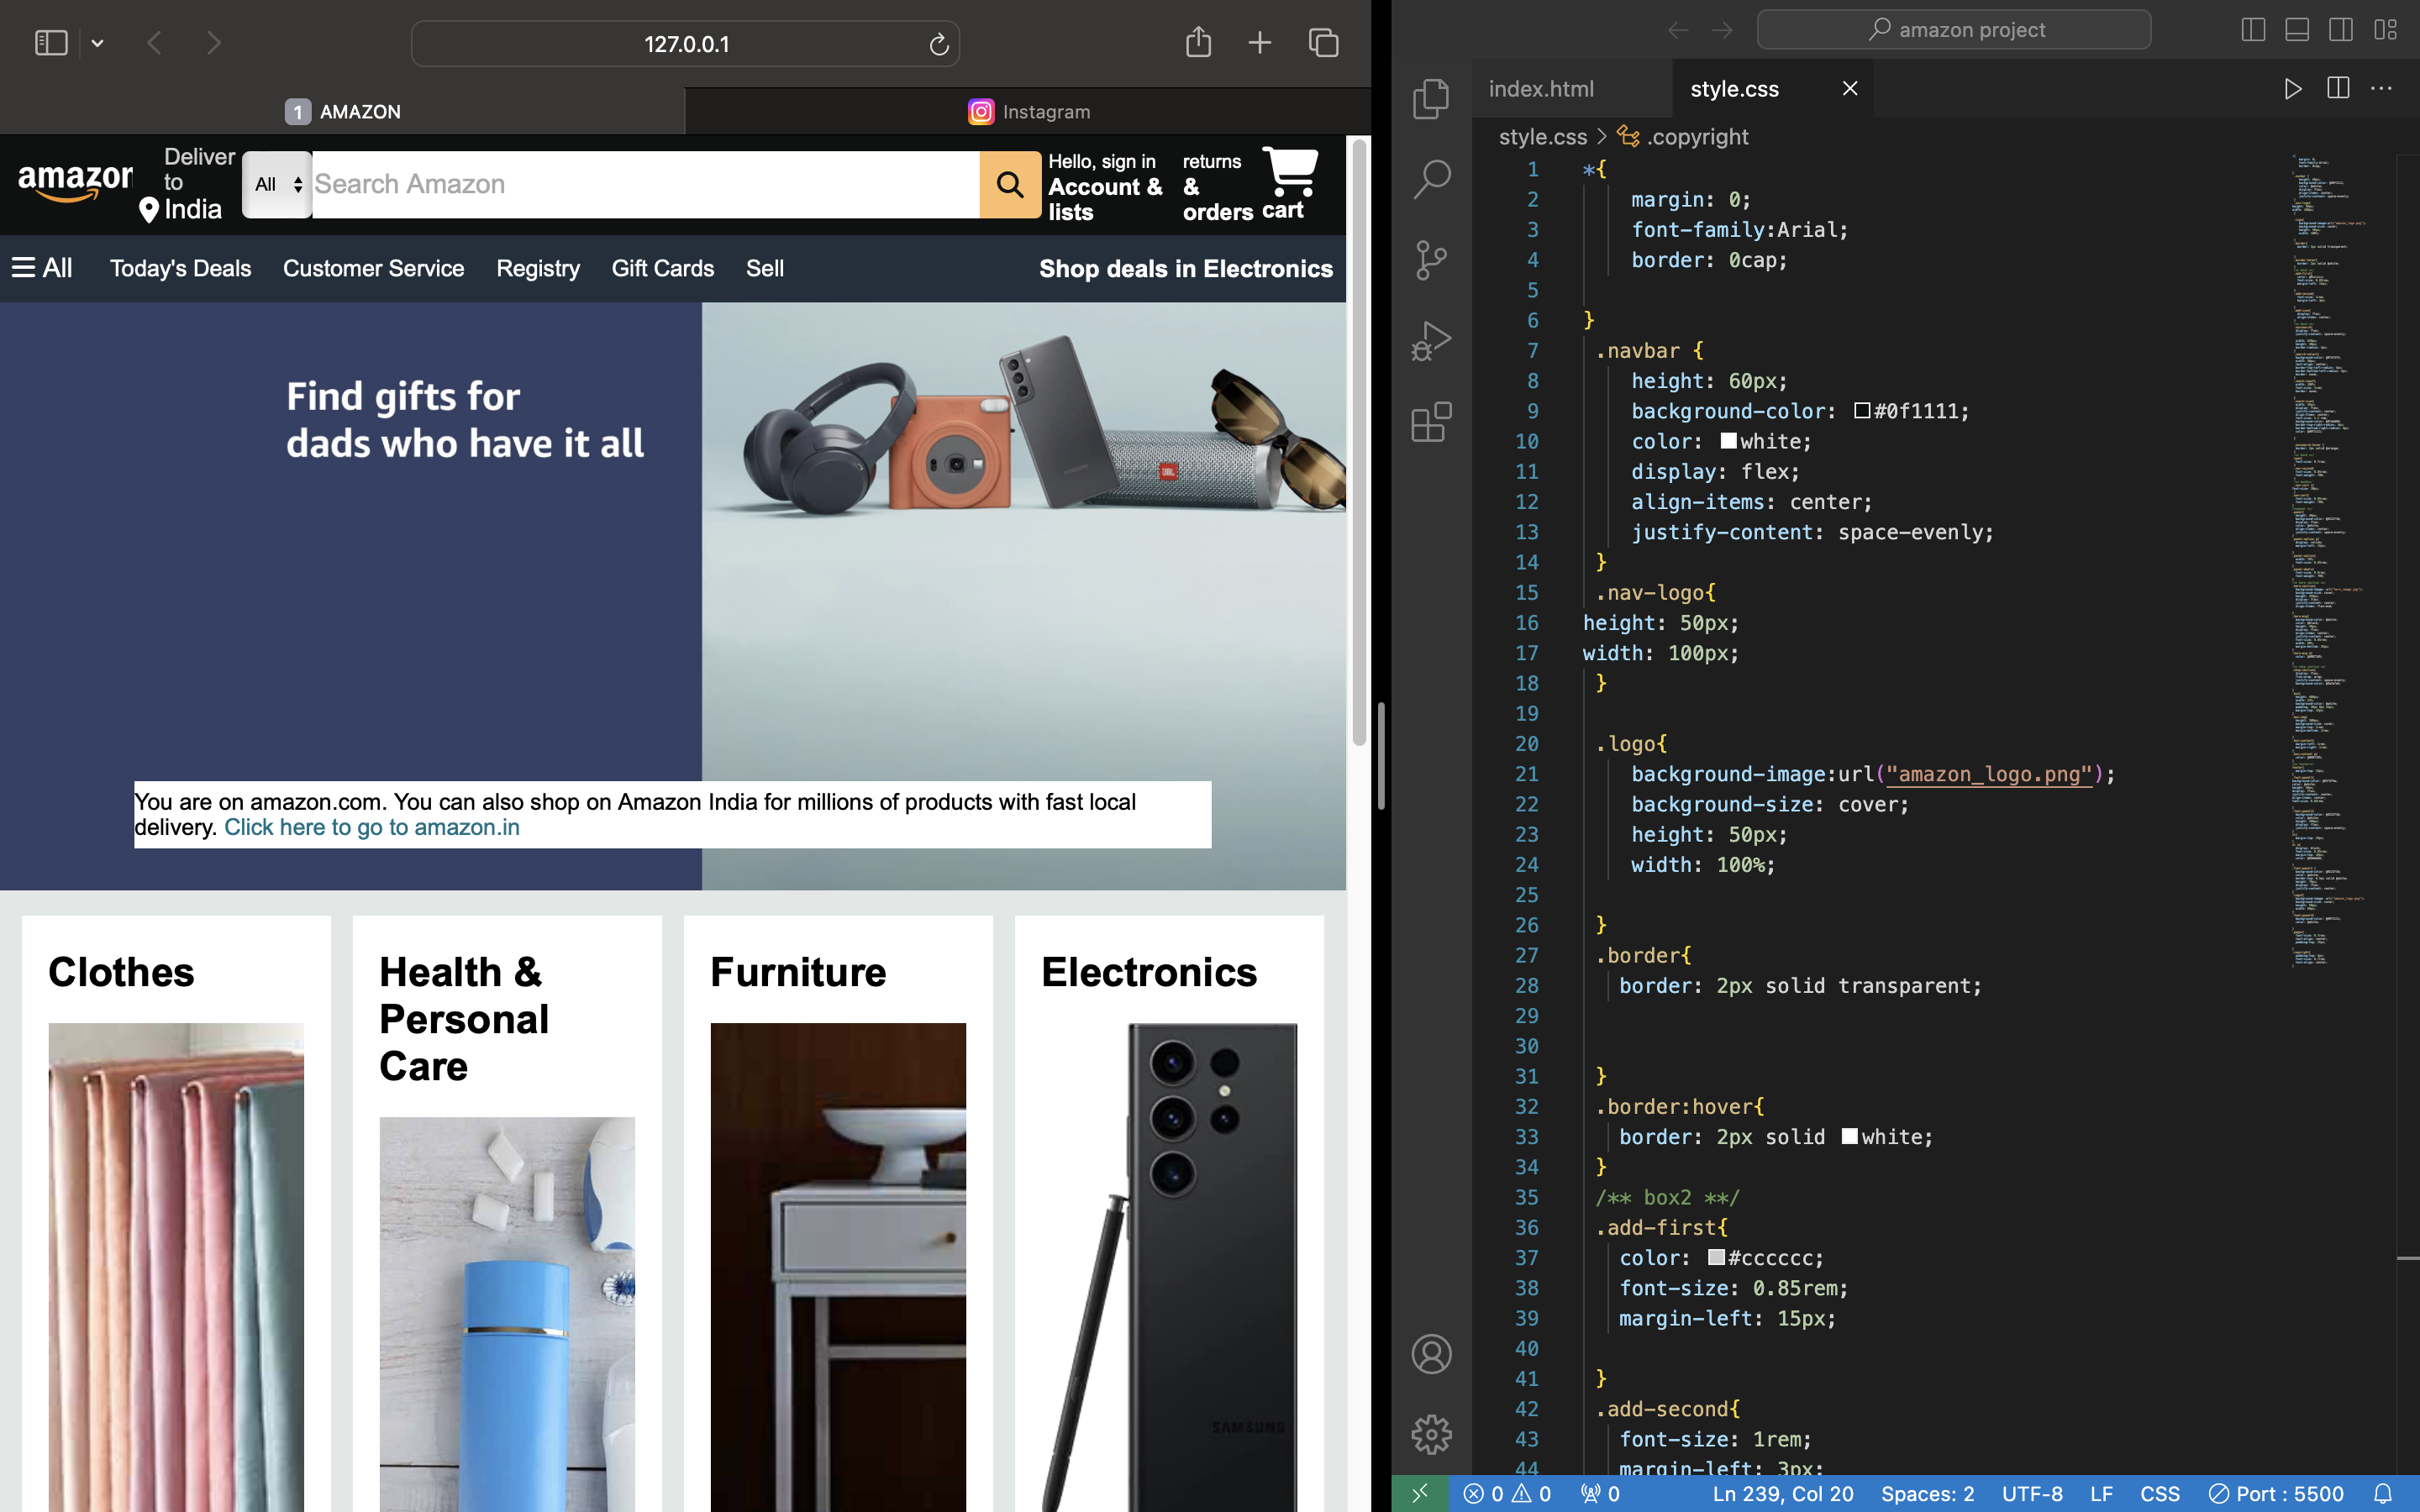 127.0.0.1
1 AMAZON
Instagram
amazon
Deliver
to
India
All
Search Amazon
Hello, sign in
Account &
lists
returns
&
orders
cart
All
Today's Deals
Customer Service
Registry
Gift Cards
Sell
Shop deals in Electronics
Find gifts for
dads who have it all
SAMSUNG
JBL
You are on amazon.com. You can also shop on Amazon India for millions of products with fast local
delivery. Click here to go to amazon.in
Clothes
Health &
Personal
Care
Furniture
Electronics
SAMSUNG
amazon project
index.html
style.css
style.css > .copyright
1 *{
2 margin: 0;
3 font-family:Arial;
4 border: 0cap;
5
6 }
7 .navbar {
8 height: 60px;
9 background-color: #0f1111;
10 color: white;
11 display: flex;
12 align-items: center;
13 justify-content: space-evenly;
14 }
15 .nav-logo{
16 height: 50px;
17 width: 100px;
18 }
19
20 .logo{
21 background-image:url("amazon_logo.png");
22 background-size: cover;
23 height: 50px;
24 width: 100%;
25
26 }
27 .border{
28 border: 2px solid transparent;
29
30
31 }
32 .border:hover{
33 border: 2px solid white;
34 }
35 /** box2 **/
36 .add-first{
37 color: #cccccc;
38 font-size: 0.85rem;
39 margin-left: 15px;
40
41 }
42 .add-second{
43 font-size: 1rem;
44 margin-left: 3px;
0 0 0
Ln 239, Col 20
Spaces: 2
UTF-8
LF
CSS
Port : 5500